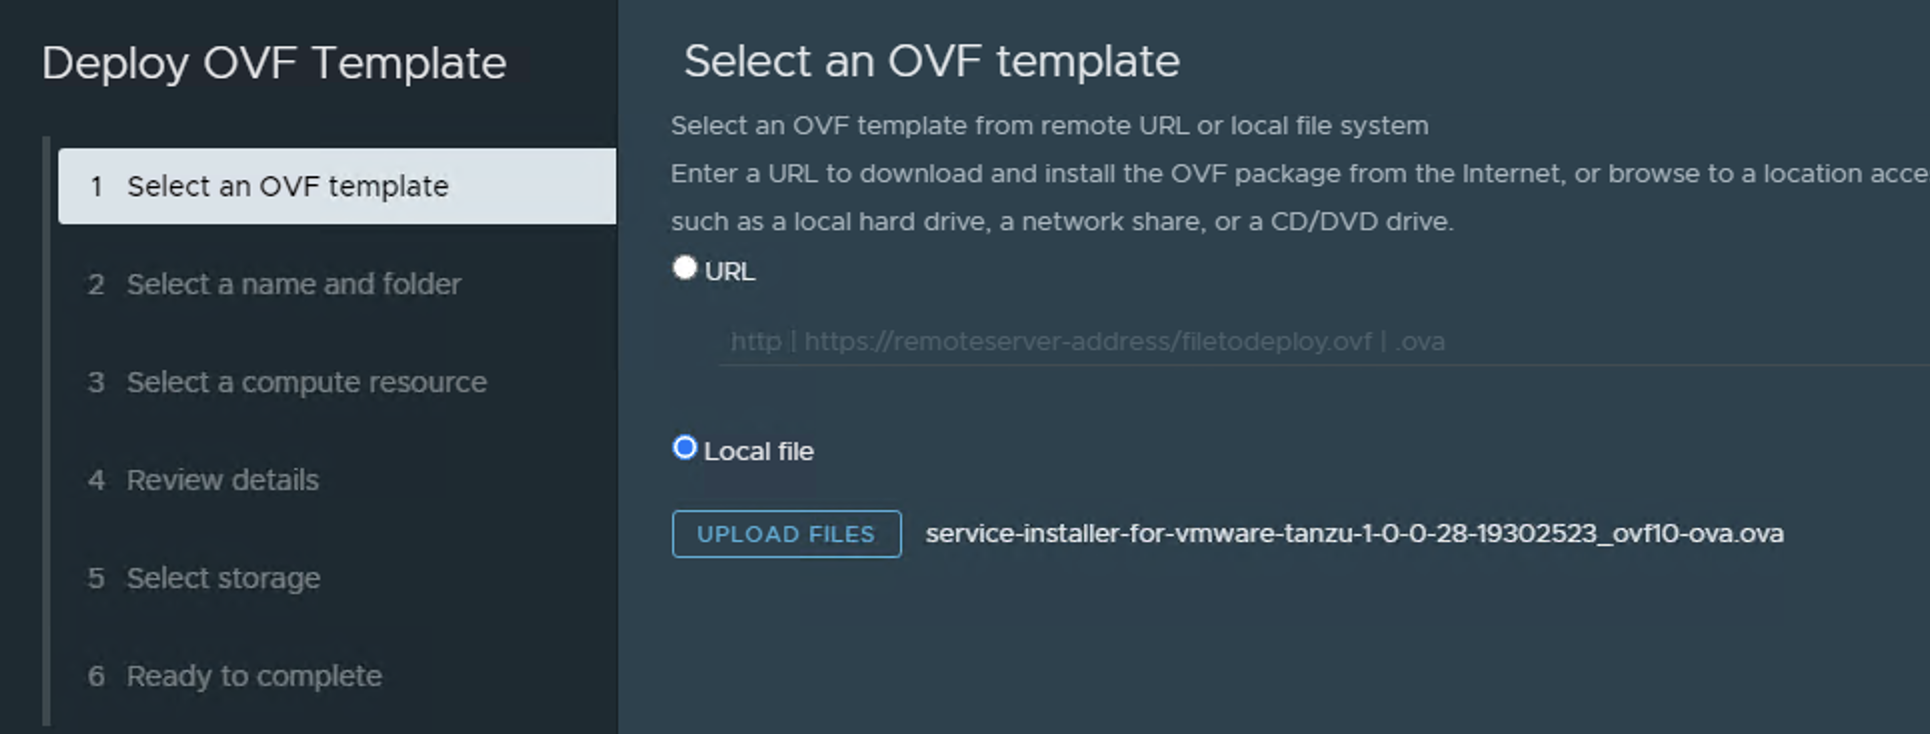 Deploy OVF Template
1 Select an OVF template
2 Select a name and folder
3 Select a compute resource
4 Review details
5 Select storage
6 Ready to complete
Select an OVF template
Select an OVF template from remote URL or local file system
Enter a URL to download and install the OVF package from the Internet, or browse to a location acce
such as a local hard drive, a network share, or a CD/DVD drive.
URL
http | https://remoteserver-address/filetodeploy.ovf | .ova
Local file
UPLOAD FILES service-installer-for-vmware-tanzu-1-0-0-28-19302523_ovf10-ova.ova